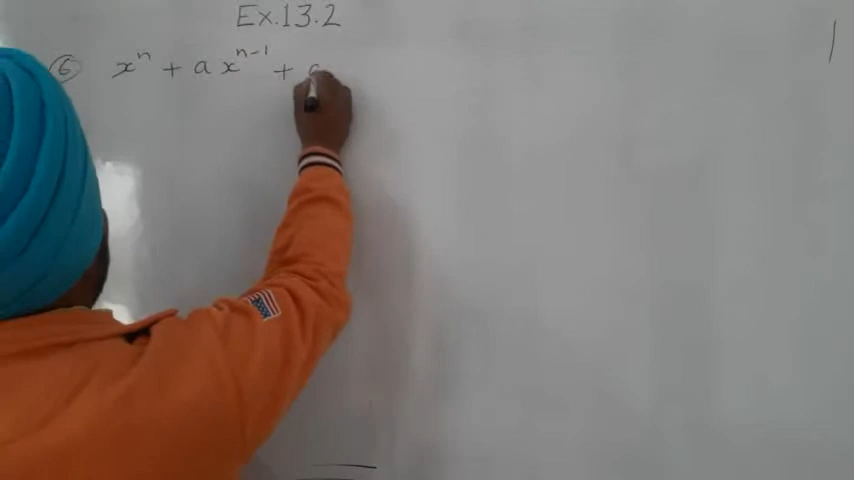 Ex.13.2
⑥ xⁿ + a xⁿ⁻¹ + a